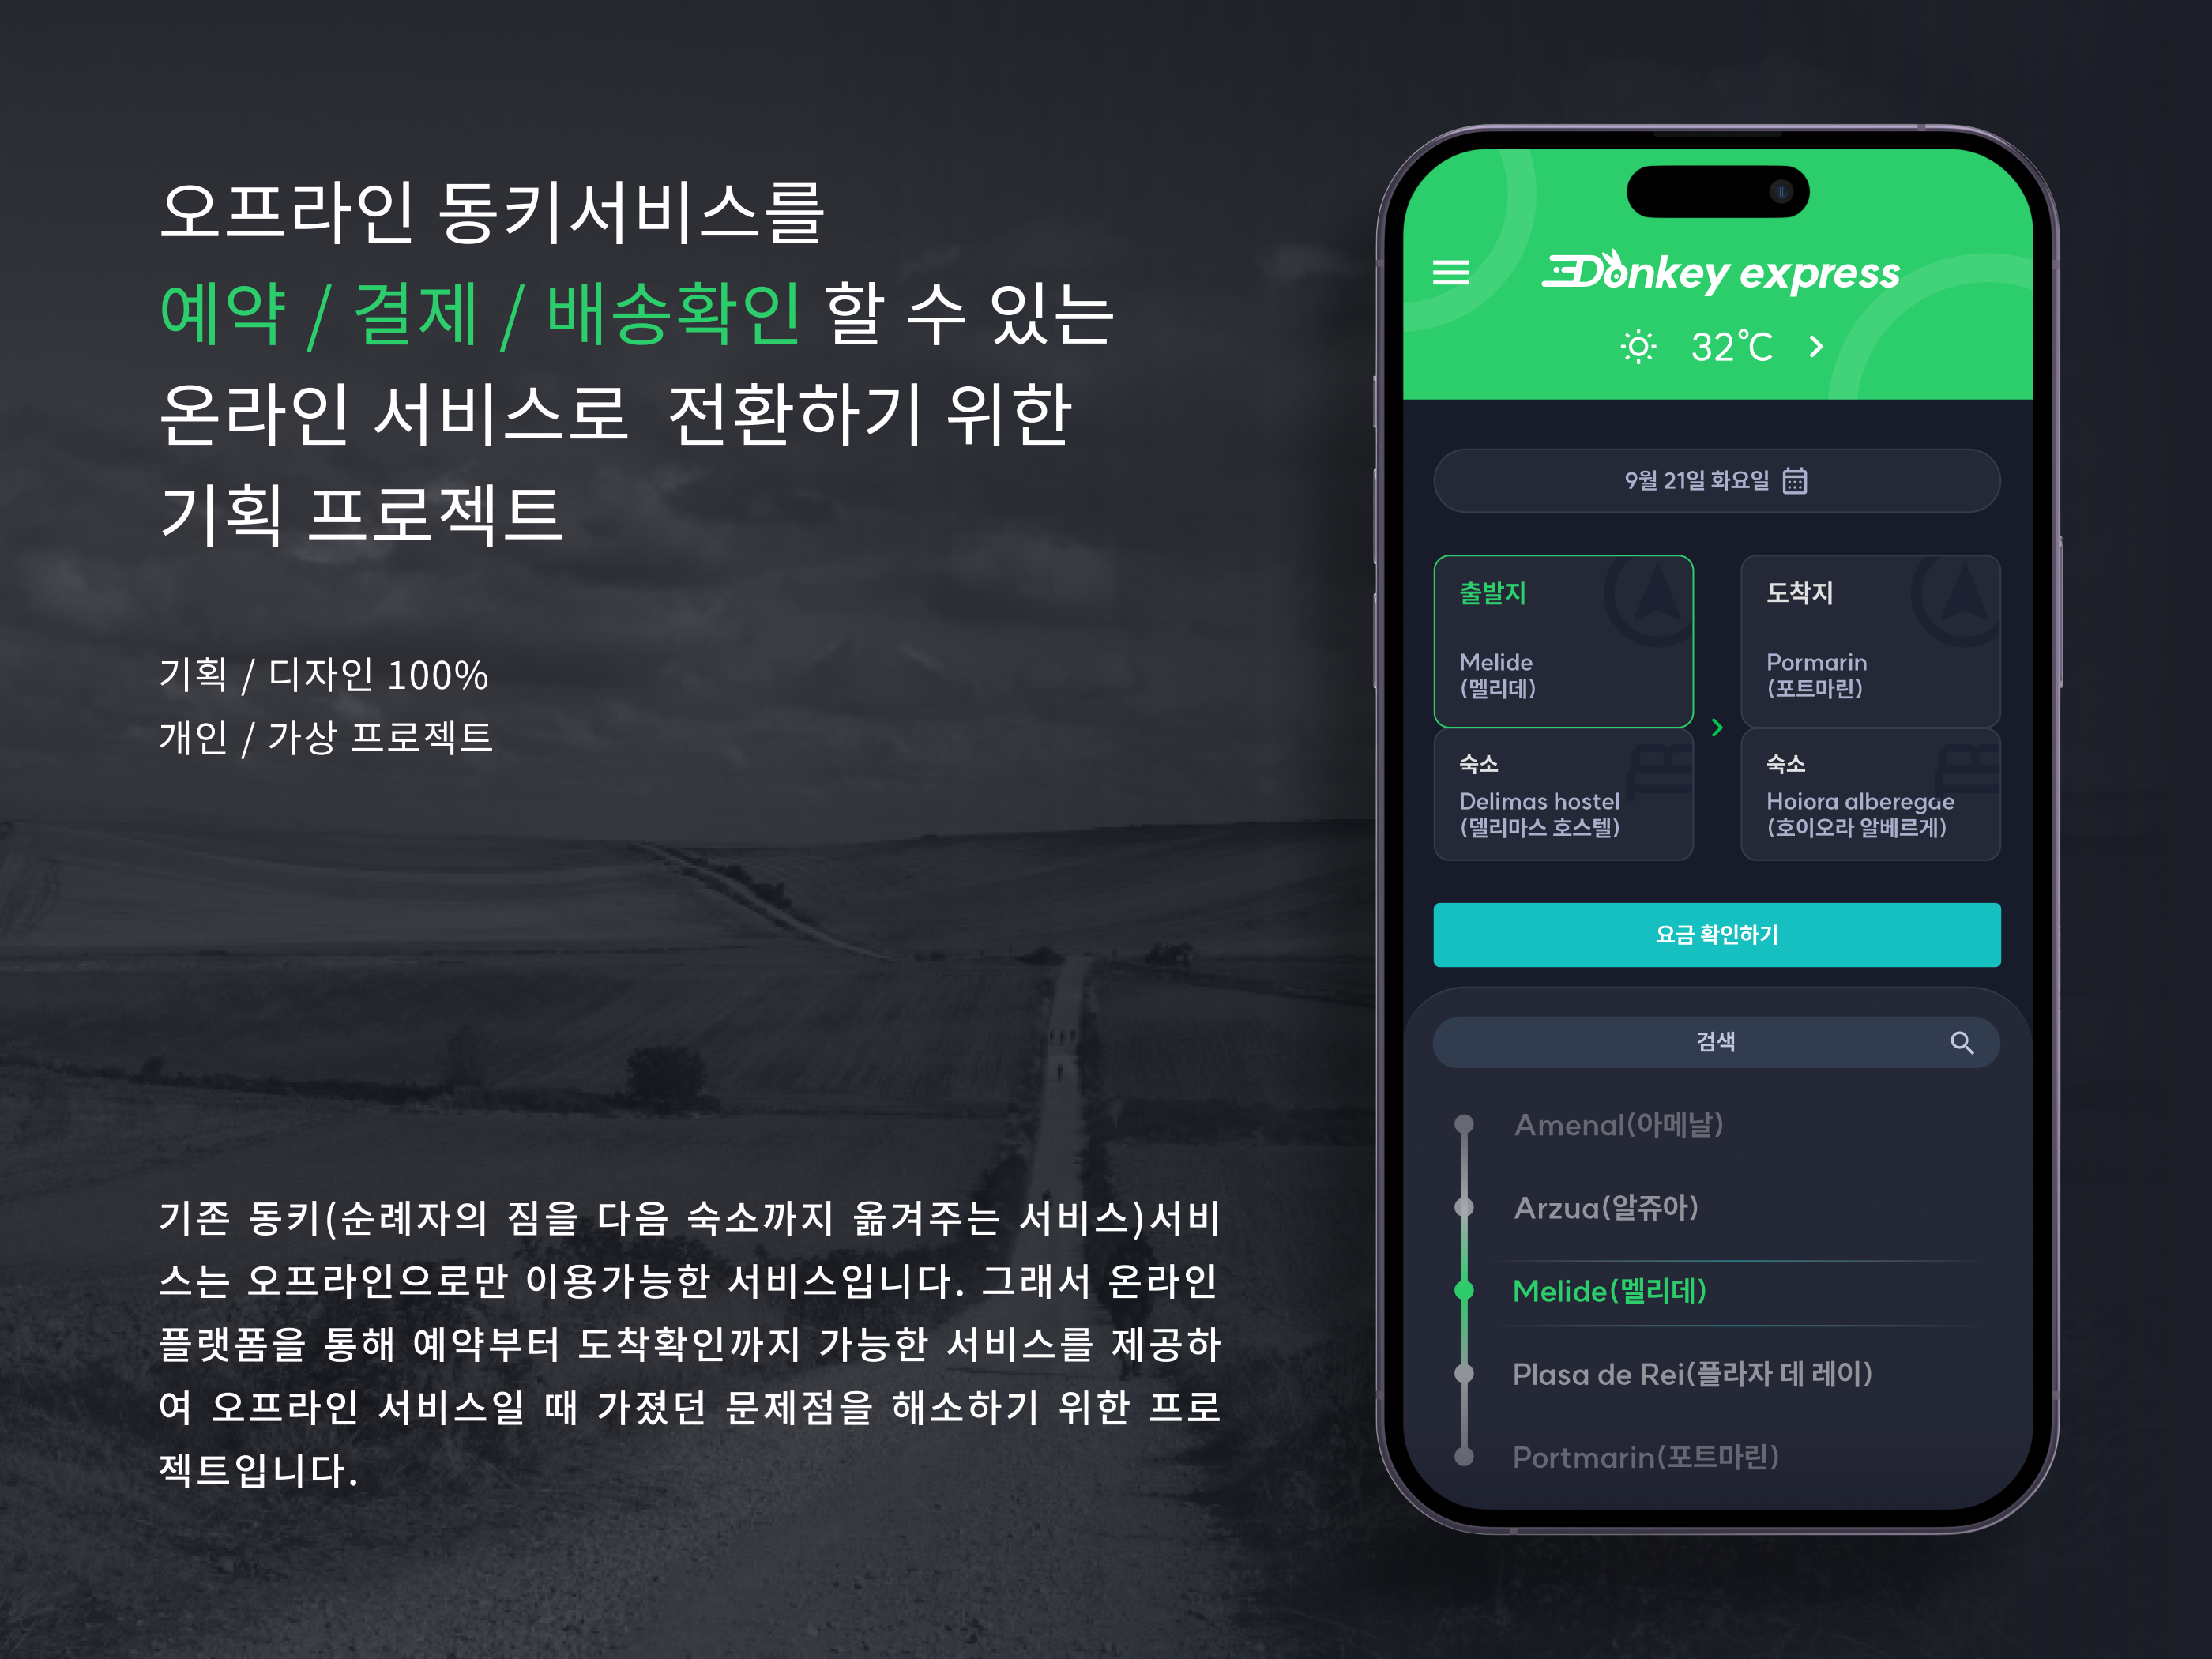 오프라인 동키서비스를
예약 / 결제 / 배송확인 할 수 있는
온라인 서비스로 전환하기 위한
기획 프로젝트
기획 / 디자인 100%
개인 / 가상 프로젝트
기존 동키(순례자의 짐을 다음 숙소까지 옮겨주는 서비스)서비
스는 오프라인으로만 이용가능한 서비스입니다. 그래서 온라인
플랫폼을 통해 예약부터 도착확인까지 가능한 서비스를 제공하
여 오프라인 서비스일 때 가졌던 문제점을 해소하기 위한 프로
젝트입니다.
Donkey express
32℃
9월 21일 화요일
출발지
Melide
(멜리데)
숙소
Delimas hostel
(델리마스 호스텔)
도착지
Pormarin
(포트마린)
숙소
Hoiora alberegue
(호이오라 알베르게)
요금 확인하기
검색
Amenal(아메날)
Arzua(알쥬아)
Melide(멜리데)
Plasa de Rei(플라자 데 레이)
Portmarin(포트마린)